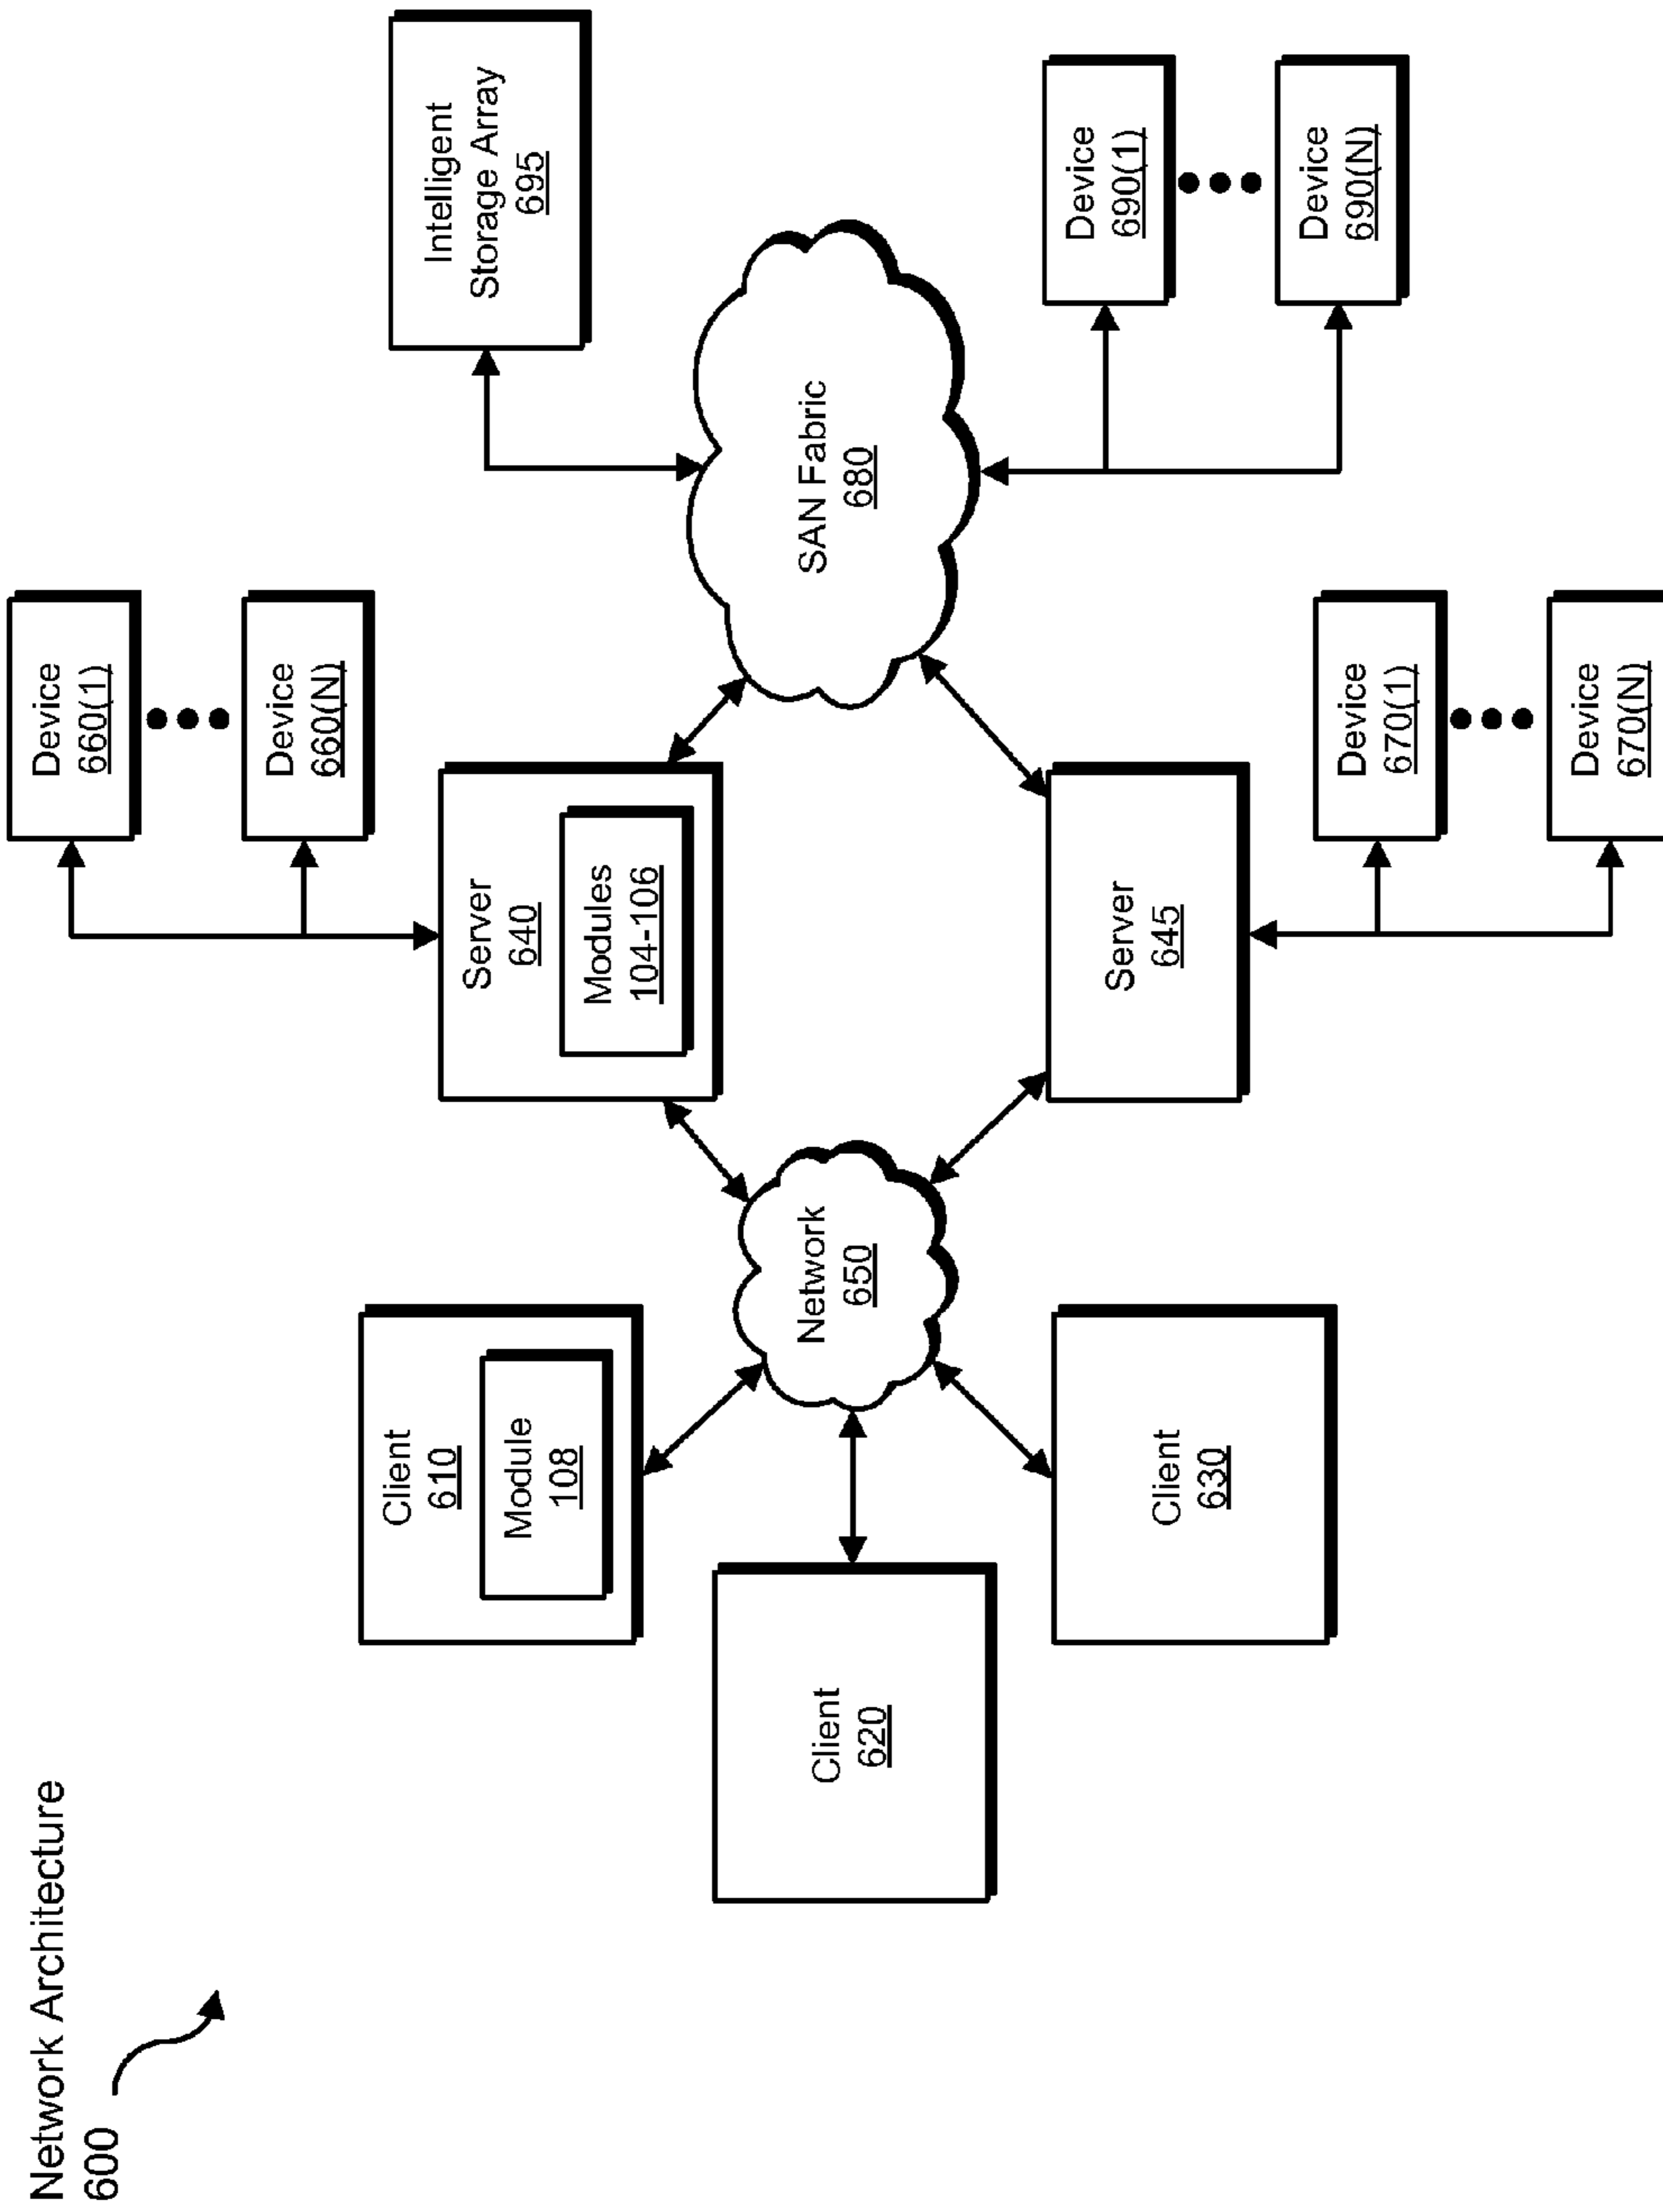 Network Architecture
600
Client
610
Module
108
Client
620
Client
630
Network
650
Server
640
Modules
104-106
Server
645
Device
660(1)
Device
660(N)
Device
670(1)
Device
670(N)
SAN Fabric
680
Intelligent
Storage Array
695
Device
690(1)
Device
690(N)